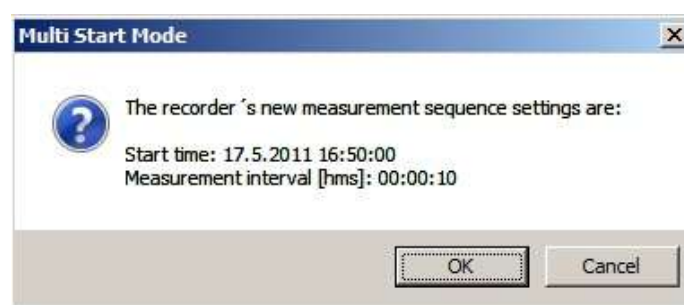 Multi Start Mode
The recorder ´s new measurement sequence settings are:
Start time: 17.5.2011 16:50:00
Measurement interval [hms]: 00:00:10
OK
Cancel